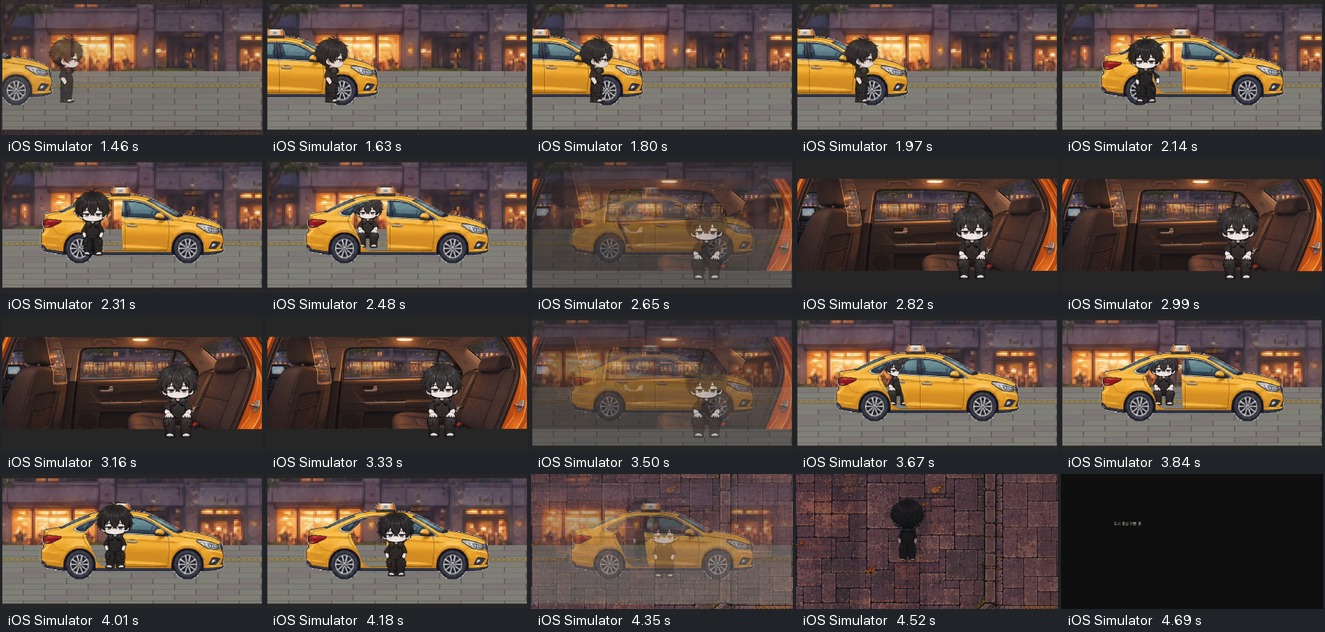 iOS Simulator 1.46 s
iOS Simulator 1.63 s
iOS Simulator 1.80 s
iOS Simulator 1.97 s
iOS Simulator 2.14 s
iOS Simulator 2.31 s
iOS Simulator 2.48 s
iOS Simulator 2.65 s
iOS Simulator 2.82 s
iOS Simulator 2.99 s
iOS Simulator 3.16 s
iOS Simulator 3.33 s
iOS Simulator 3.50 s
iOS Simulator 3.67 s
iOS Simulator 3.84 s
iOS Simulator 4.01 s
iOS Simulator 4.18 s
iOS Simulator 4.35 s
iOS Simulator 4.52 s
iOS Simulator 4.69 s